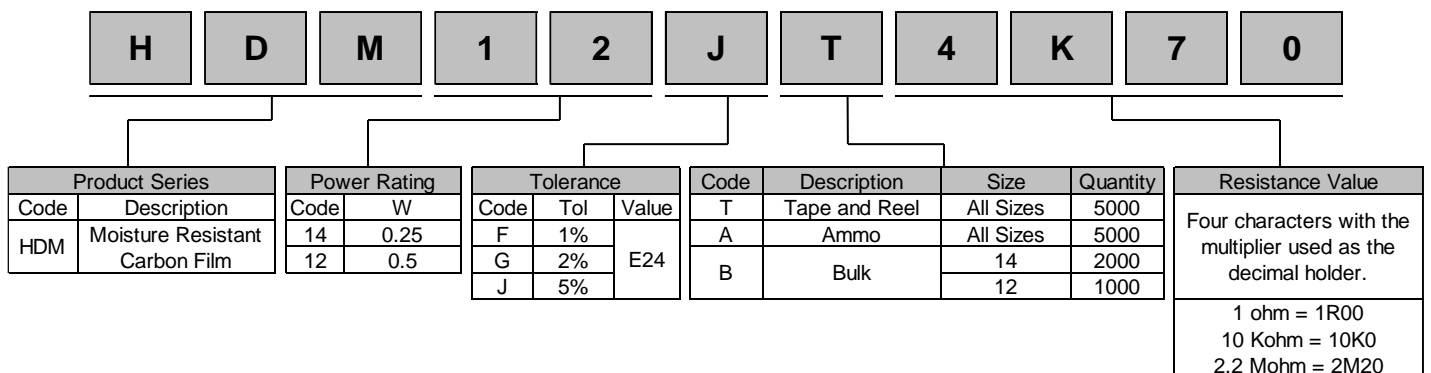 H D M 1 2 J T 4 K 7 0
Product Series
Code Description
HDM Moisture Resistant
Carbon Film
Power Rating
Code W
14 0.25
12 0.5
Tolerance
Code Tol Value
F 1% E24
G 2%
J 5%
Code Description Size Quantity
T Tape and Reel All Sizes 5000
A Ammo All Sizes 5000
B Bulk 14 2000
12 1000
Resistance Value
Four characters with the
multiplier used as the
decimal holder.
1 ohm = 1R00
10 Kohm = 10K0
2.2 Mohm = 2M20